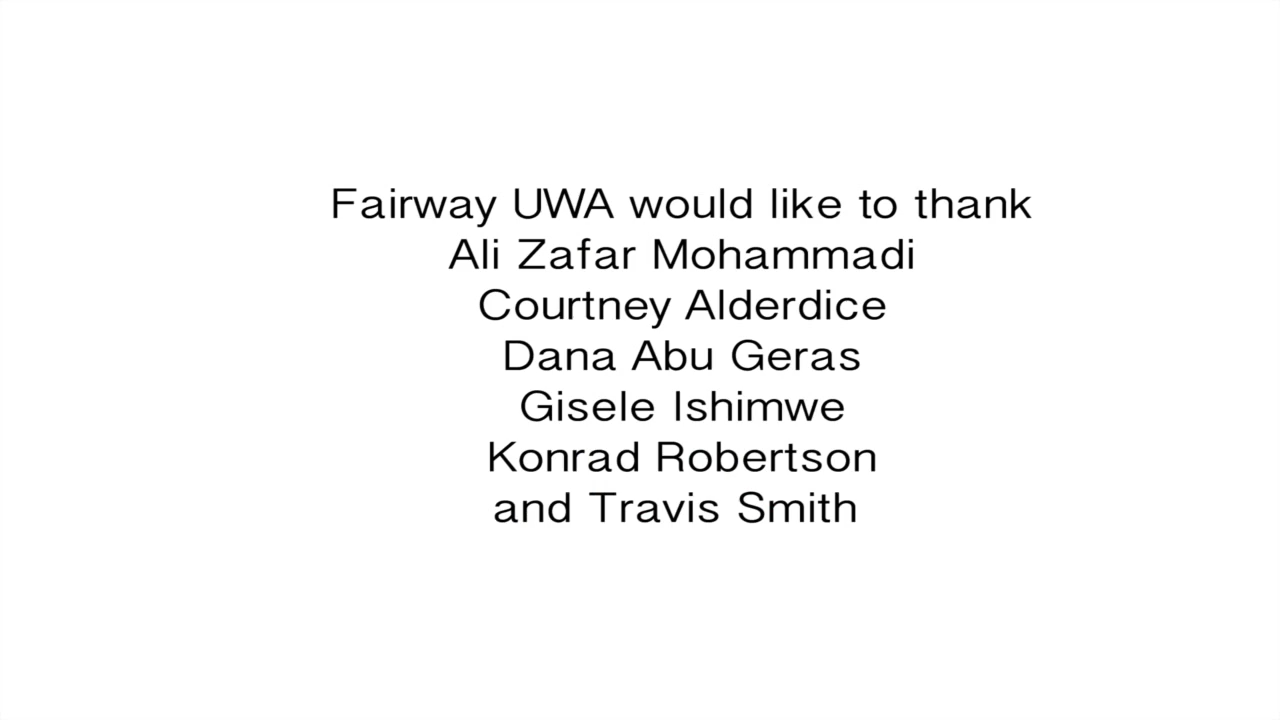 Fairway UWA would like to thank
Ali Zafar Mohammadi
Courtney Alderdice
Dana Abu Geras
Gisele Ishimwe
Konrad Robertson
and Travis Smith